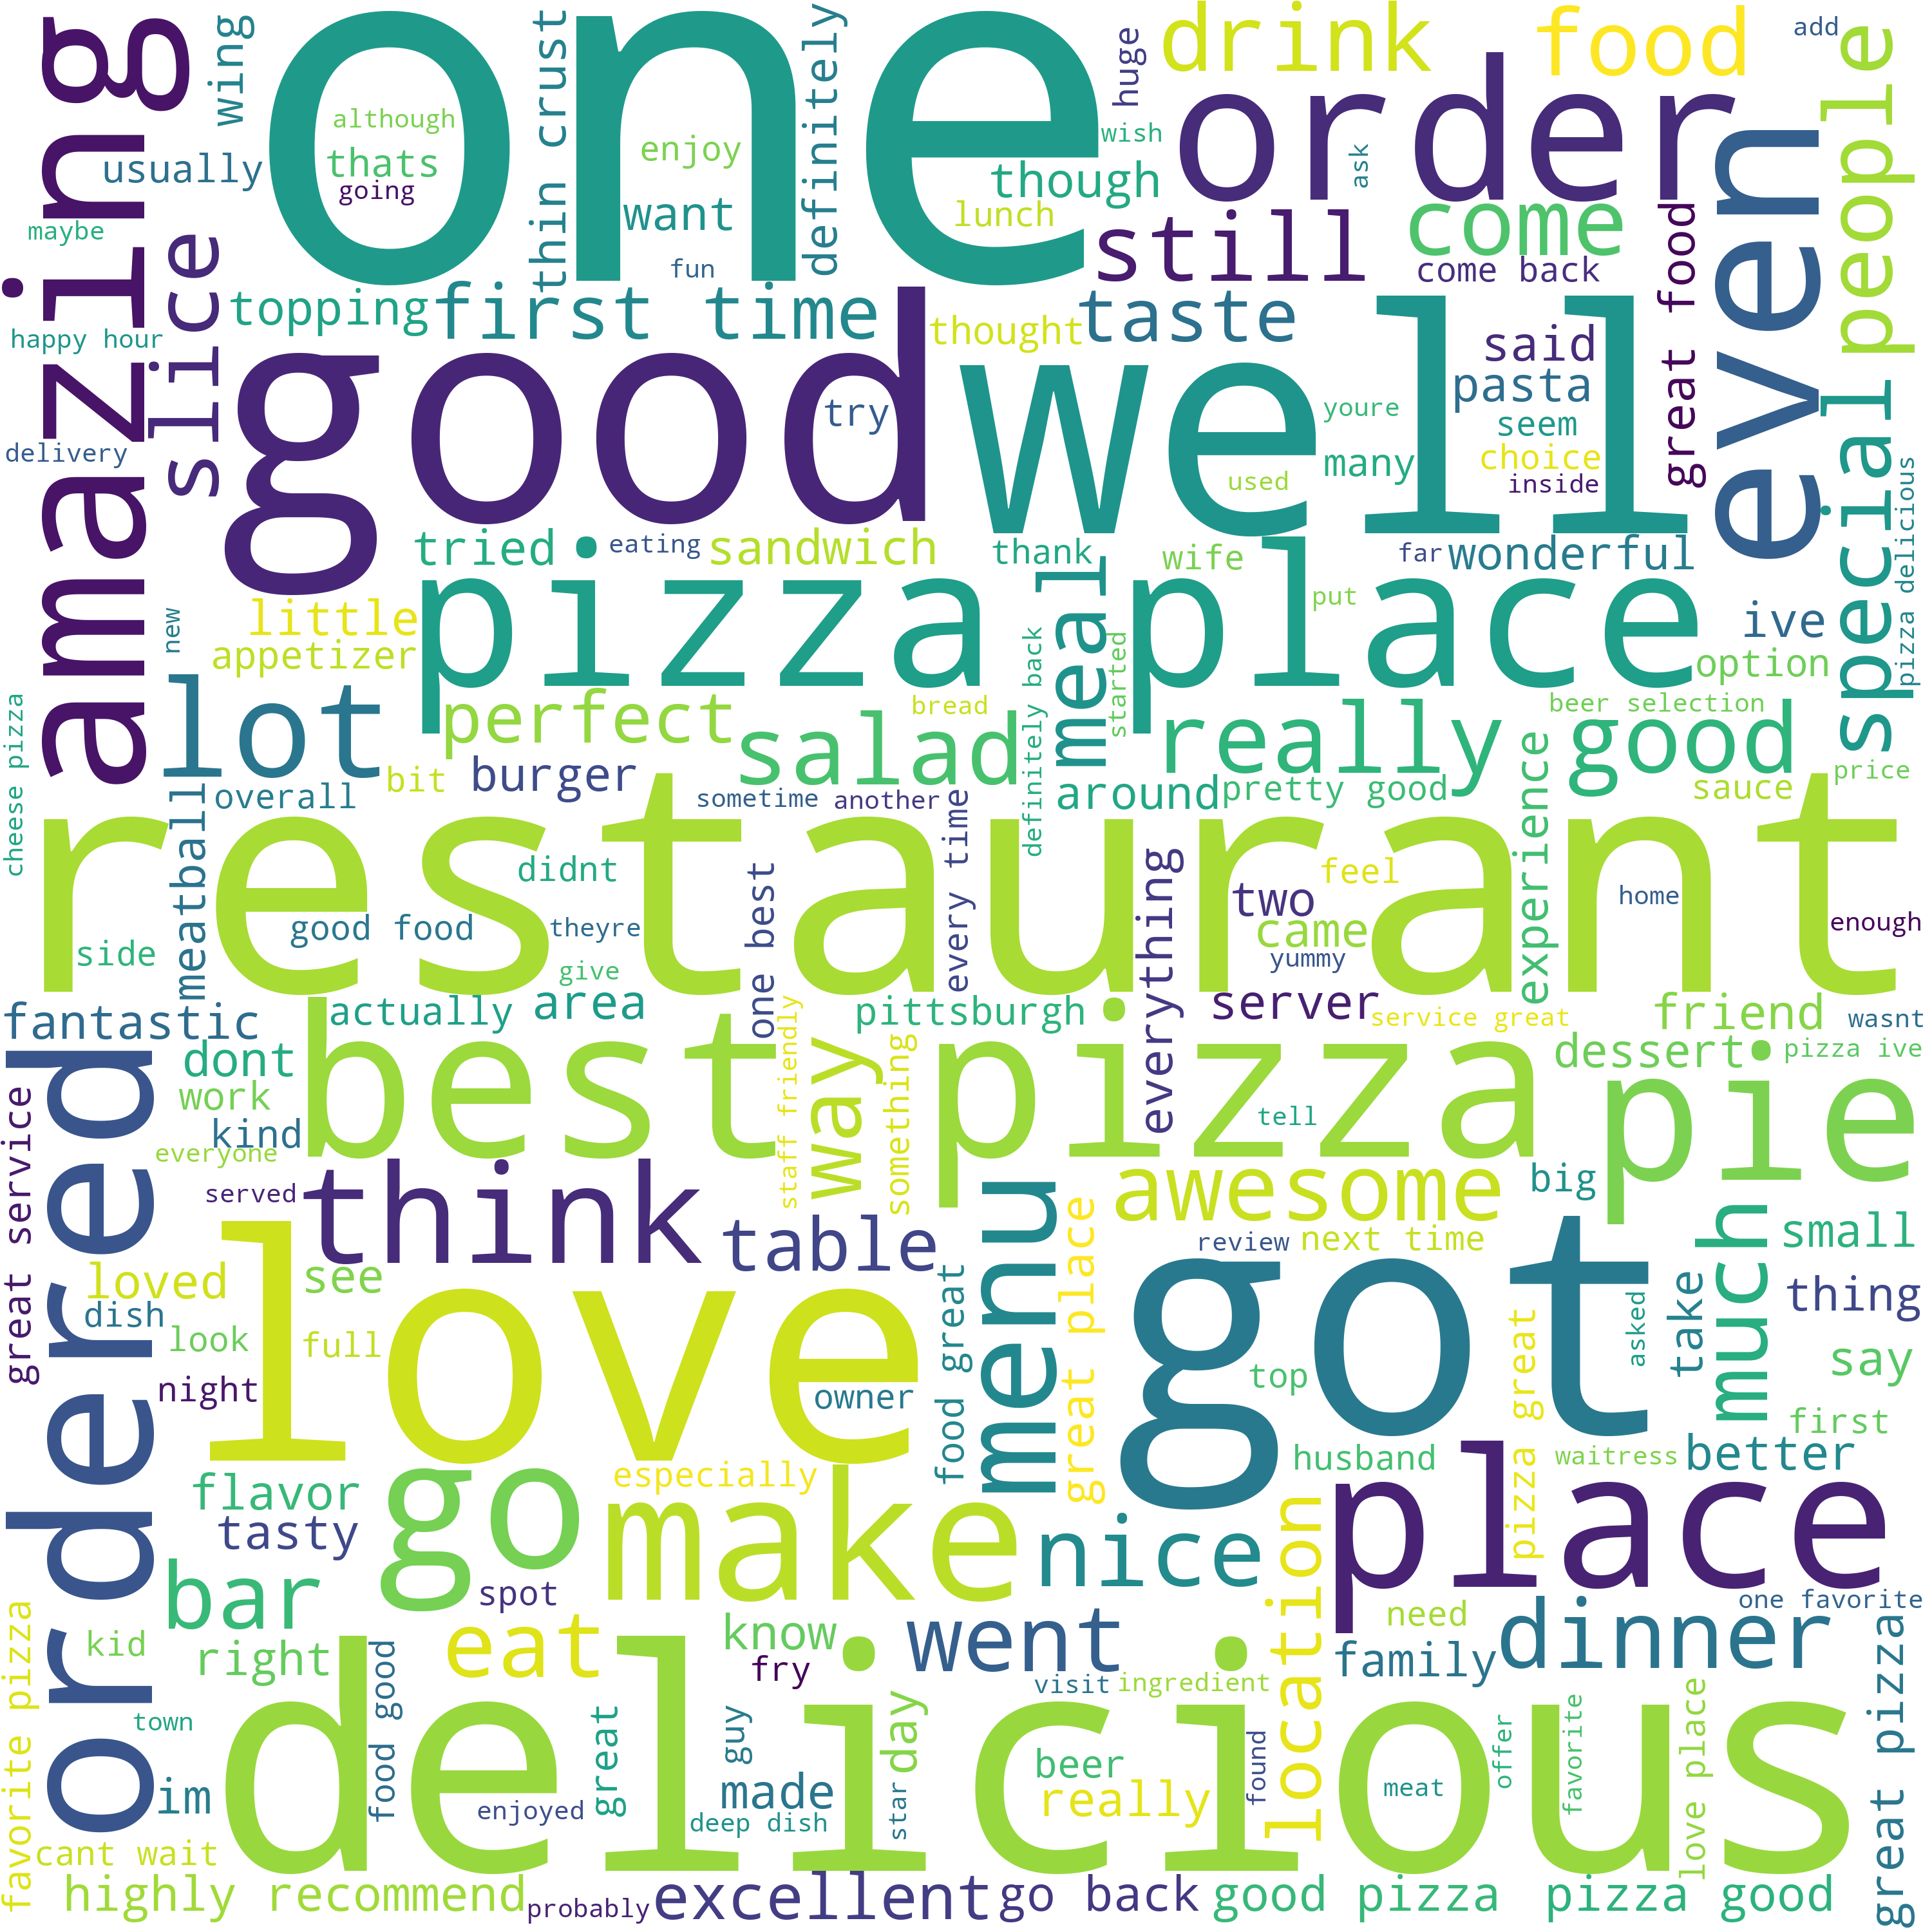 one
amazing
wing
usually
although
thats
going
enjoy
want
fun
thin crust
definitely
drink
food
add
huge
wish
ask
order
though
lunch
still
come
come back
great food
even
special people
maybe
slice
happy hour
topping
first time
thought
taste
said
pasta
seem
choice
inside
youre
many
used
good
well
try
delivery
tried
eating
sandwich
thank
wife
far
wonderful
put
pizza place
meal
ive
option
pizza delicious
new
little
appetizer
definitely back
started
lot
perfect
bread
salad
really good
beer selection
price
cheese pizza
overall
bit
burger
sometime
another
around
pretty good
sauce
meatball
restaurant
didnt
every time
everything
feel
two
came
yummy
experience
home
enough
side
good food
theyre
give
one best
fantastic
actually
area
pittsburgh
server
service great
friend
wasnt
dont
work
kind
everyone
best pizza
staff friendly
way
something
tell
dessert
pizza ive
pie
ordered
great service
served
think
table
menu
awesome
big
review
next time
much
small
loved
dish
see
look
full
night
love
owner
food great
great place
got
top
asked
take
thing
say
first
pizza great
flavor
tasty
go
especially
make
nice
husband
waitress
better
location
place
bar
spot
right
kid
town
im
eat
know
fry
went
visit
ingredient
need
family
dinner
one favorite
favorite pizza
food good
delicious
great
guy
made
day
deep dish
star
enjoyed
beer
really
found
meat
offer
favorite
love place
great pizza
cant wait
highly recommend
probably
excellent
go back
good pizza
pizza good